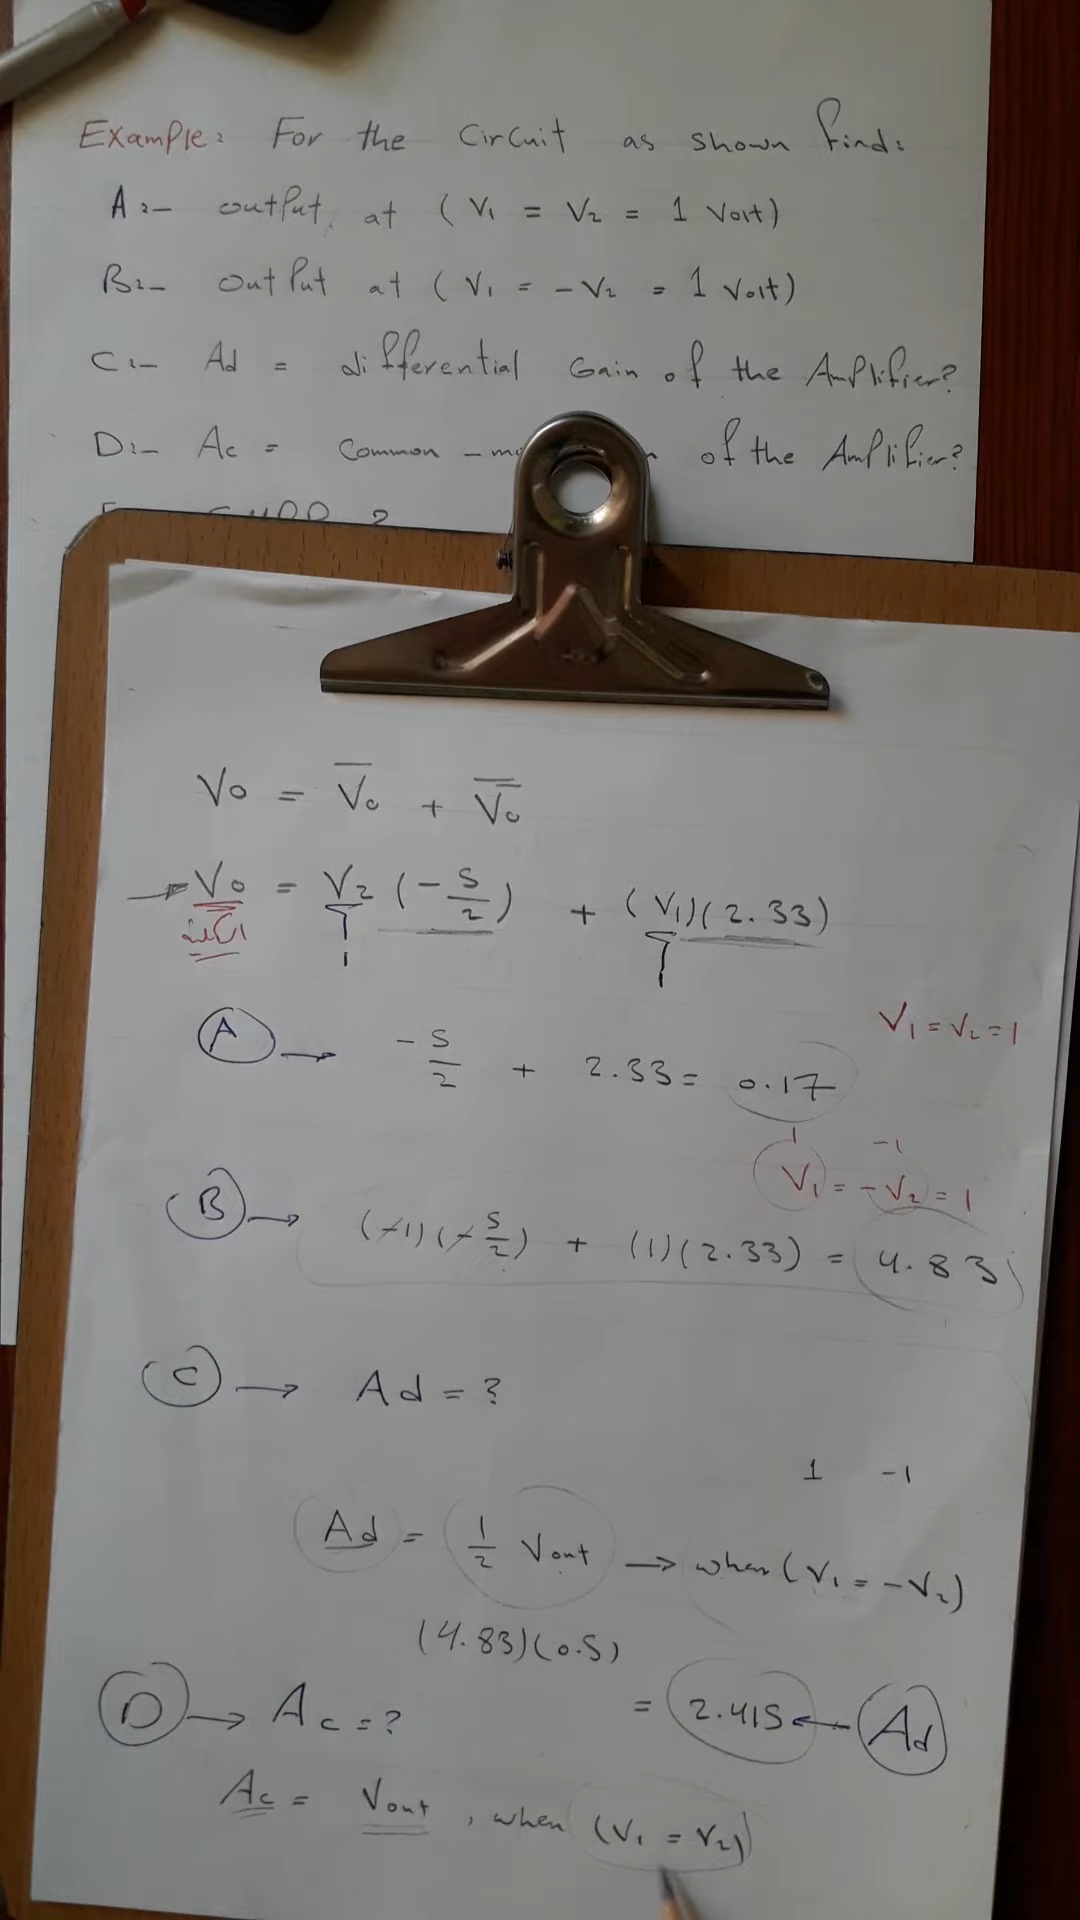 Example: For the Circuit as shown find:
A:- output, at (V1 = V2 = 1 Volt)
B:- output at (V1 = -V2 = 1 Volt)
C:- Ad = differential Gain of the Amplifier?
D:- Ac = Common - of the Amplifier?
Vo = V̅o + V̿o
Vo = V2 (-5/2) + (V1)(2.33)
A → -5/2 + 2.33 = 0.17
V1 = V2 = 1
1 -1
V1 = -V2 = 1
B → (-1)(-5/2) + (1)(2.33) = 4.83
C → Ad = ?
1 -1
Ad = 1/2 Vout → when (V1 = -V2)
(4.83)(0.5)
= 2.415 ← Ad
D → Ac = ?
Ac = Vout, when (V1 = V2)